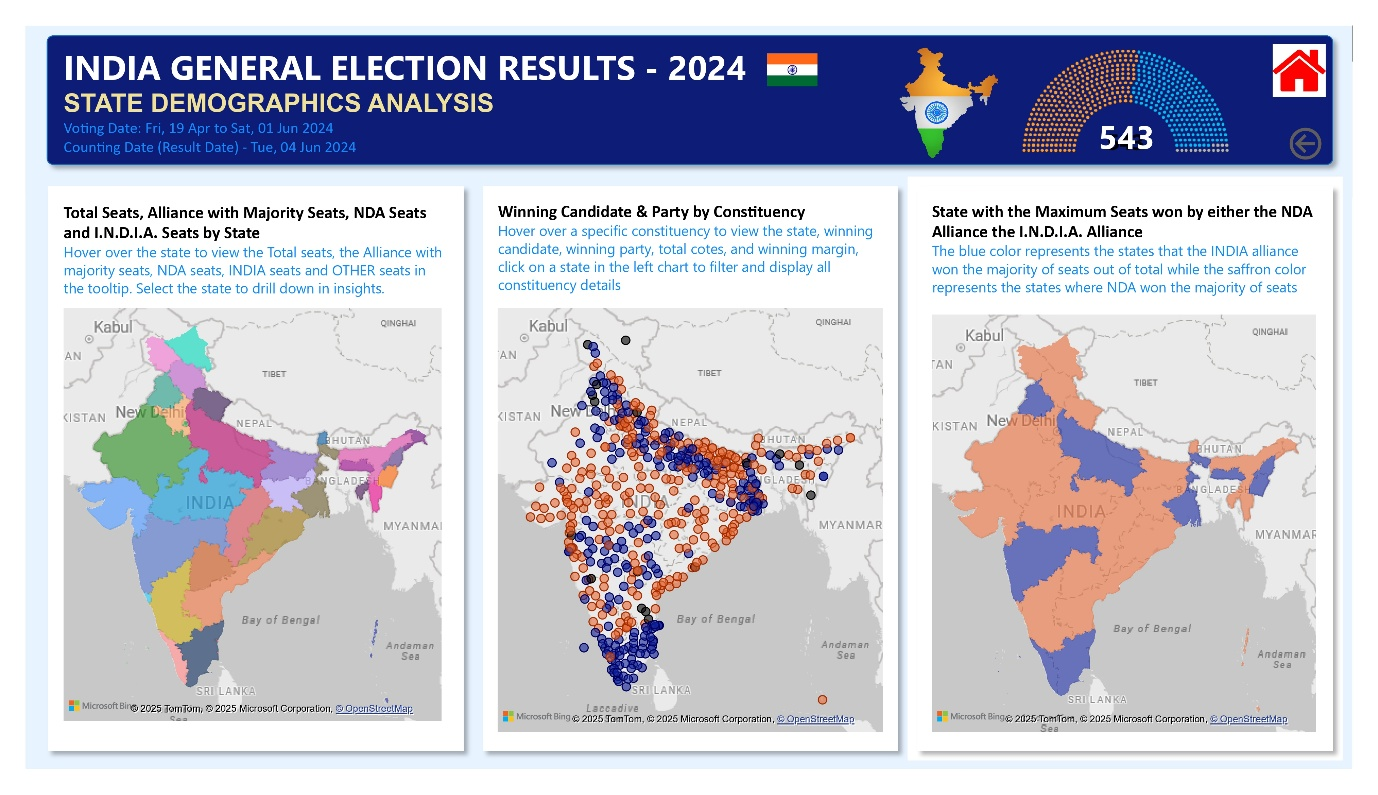 INDIA GENERAL ELECTION RESULTS - 2024
STATE DEMOGRAPHICS ANALYSIS
Voting Date: Fri, 19 Apr to Sat, 01 Jun 2024
Counting Date (Result Date) - Tue, 04 Jun 2024
543
Total Seats, Alliance with Majority Seats, NDA Seats
and I.N.D.I.A. Seats by State
Hover over the state to view the Total seats, the Alliance with
majority seats, NDA seats, INDIA seats and OTHER seats in
the tooltip. Select the state to drill down in insights.
Kabul
QINGHAI
AN
TIBET
KISTAN
New Delhi
NEPAL
BHUTAN
BANGLADESH
INDIA
MYANMAR
Bay of Bengal
Andaman
Sea
SRI LANKA
Microsoft Bing
© 2025 TomTom, © 2025 Microsoft Corporation, © OpenStreetMap
Sea
Winning Candidate & Party by Constituency
Hover over a specific constituency to view the state, winning
candidate, winning party, total cotes, and winning margin,
click on a state in the left chart to filter and display all
constituency details
Kabul
QINGHAI
AN
TIBET
KISTAN
New Delhi
NEPAL
BHUTAN
NGLADESH
INDIA
MYANMAR
Bay of Bengal
Andaman
Sea
SRI LANKA
Laccadive
Microsoft Bing
© 2025 TomTom, © 2025 Microsoft Corporation, © OpenStreetMap
State with the Maximum Seats won by either the NDA
Alliance the I.N.D.I.A. Alliance
The blue color represents the states that the INDIA alliance
won the majority of seats out of total while the saffron color
represents the states where NDA won the majority of seats
Kabul
QINGHAI
TAN
TIBET
KISTAN
New Delhi
NEPAL
BHUTAN
BANGLADESH
INDIA
MYANMAR
Bay of Bengal
Andaman
Sea
SRI LANKA
Microsoft Bing
© 2025 TomTom, © 2025 Microsoft Corporation, © OpenStreetMap
Sea